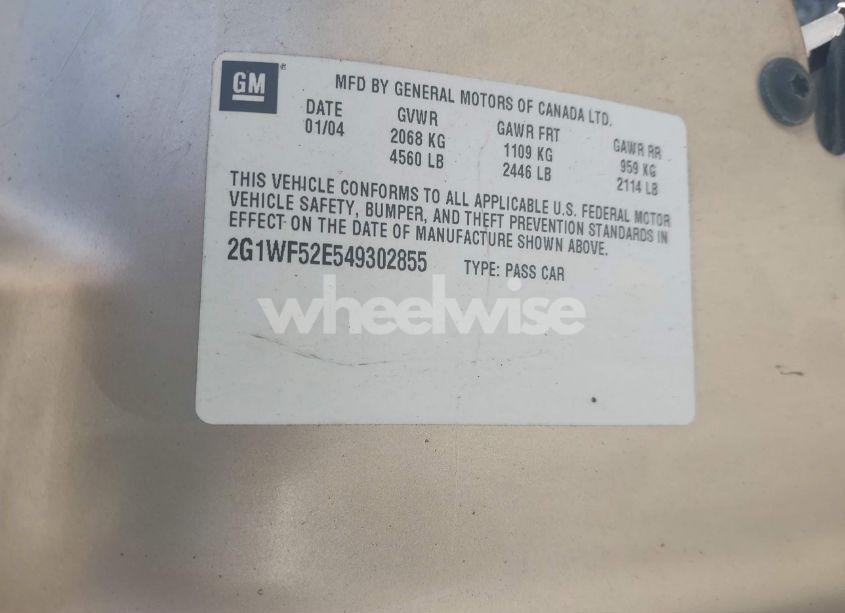 GM
MFD BY GENERAL MOTORS OF CANADA LTD.
DATE GVWR GAWR FRT GAWR RR
01/04 2068 KG 1109 KG 959 KG
4560 LB 2446 LB 2114 LB
THIS VEHICLE CONFORMS TO ALL APPLICABLE U.S. FEDERAL MOTOR
VEHICLE SAFETY, BUMPER, AND THEFT PREVENTION STANDARDS IN
EFFECT ON THE DATE OF MANUFACTURE SHOWN ABOVE.
2G1WF52E549302855 TYPE: PASS CAR
wheelwise